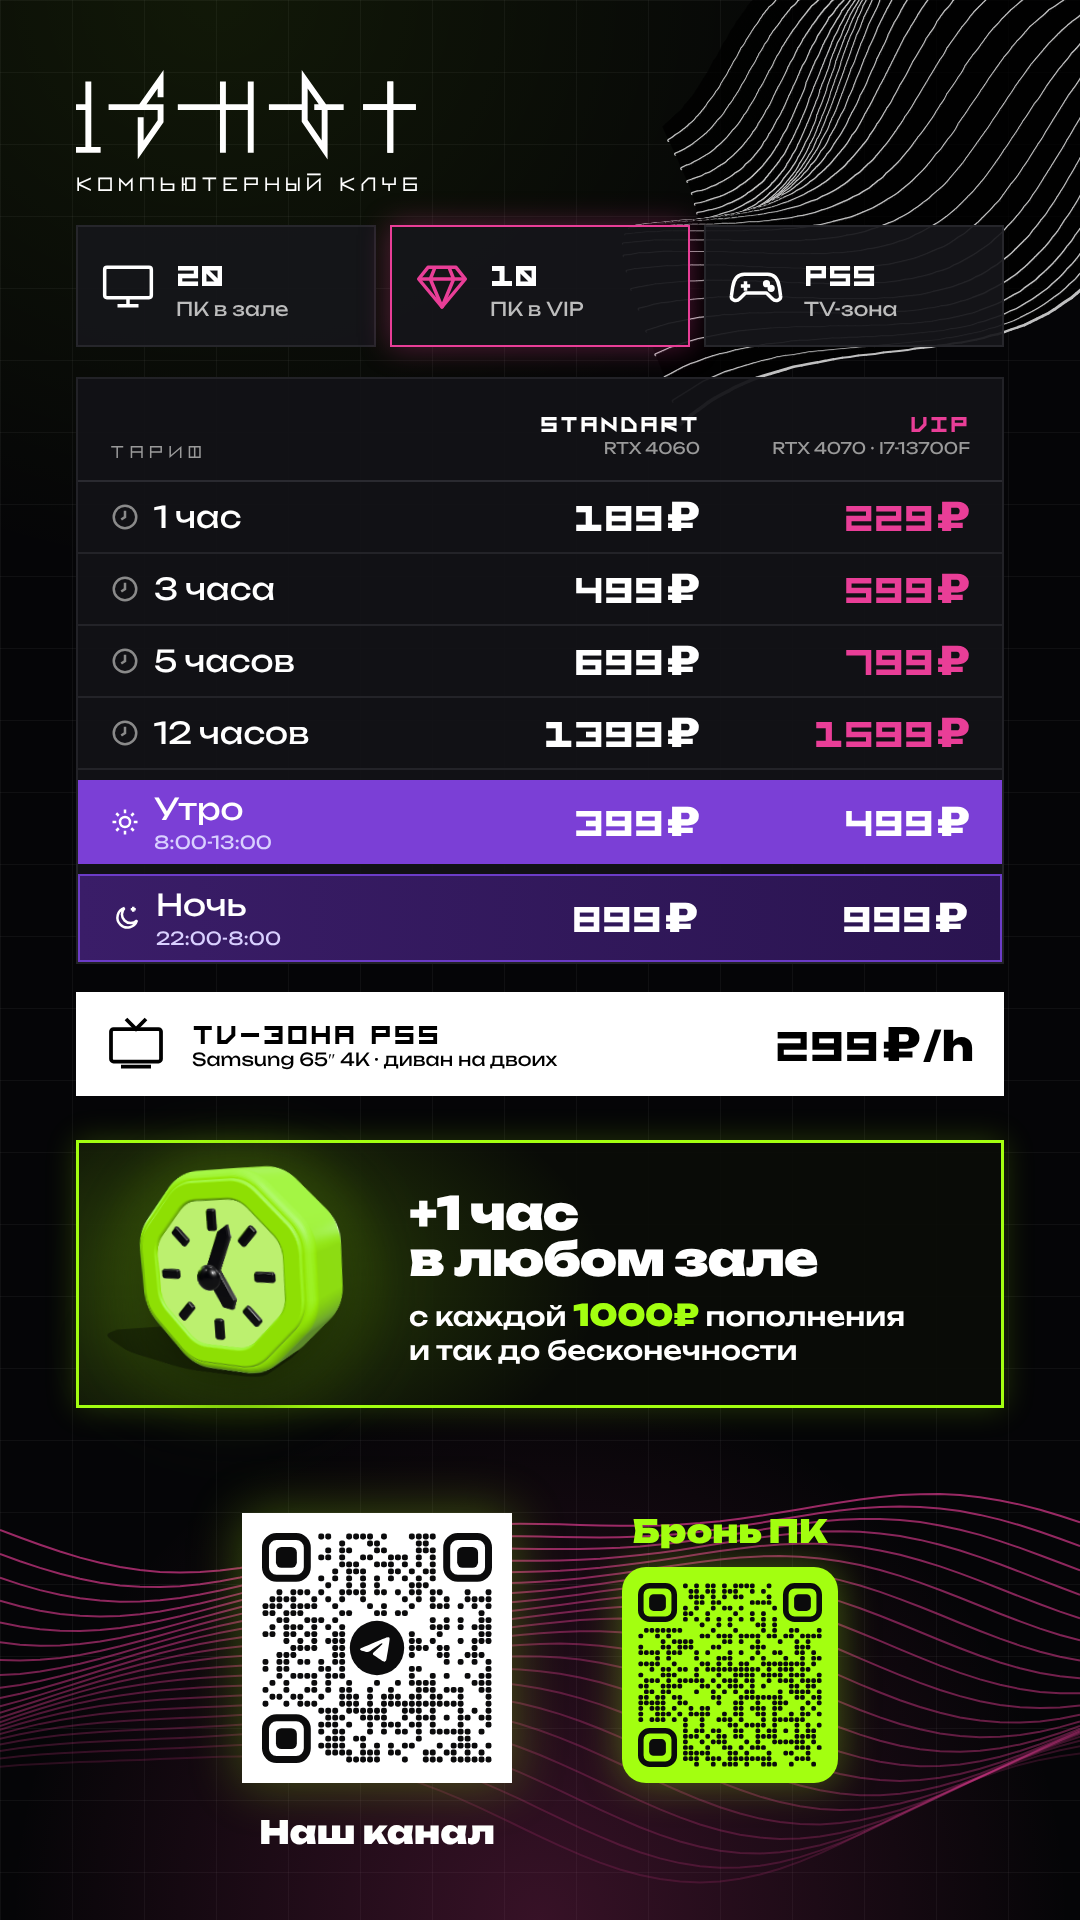 КОМПЬЮТЕРНЫЙ КЛУБ
20
ПК в зале
10
ПК в VIP
PS5
TV-зона
ТАРИФ
STANDART
RTX 4060
VIP
RTX 4070 · I7-13700F
1 час 189₽ 229₽
3 часа 499₽ 599₽
5 часов 699₽ 799₽
12 часов 1399₽ 1599₽
Утро
8:00-13:00
399₽ 499₽
Ночь
22:00-8:00
899₽ 999₽
TV-ЗОНА PS5
Samsung 65″ 4K · диван на двоих
299₽/h
+1 час
в любом зале
с каждой 1000₽ пополнения
и так до бесконечности
Бронь ПК
Наш канал